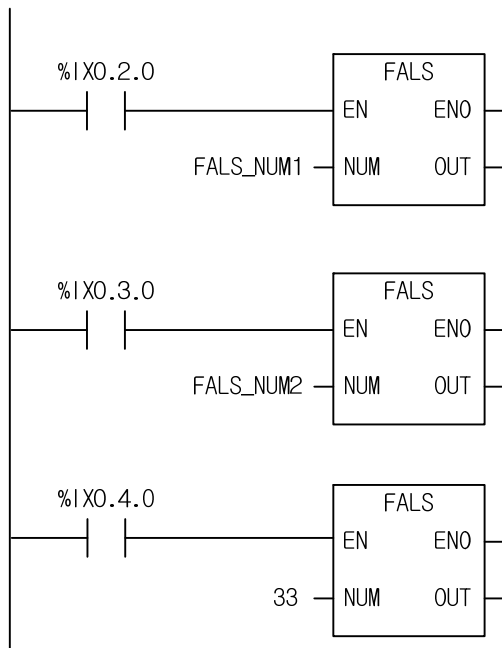 %IX0.2.0
FALS
EN ENO
FALS_NUM1 NUM OUT
%IX0.3.0
FALS
EN ENO
FALS_NUM2 NUM OUT
%IX0.4.0
FALS
EN ENO
33 NUM OUT